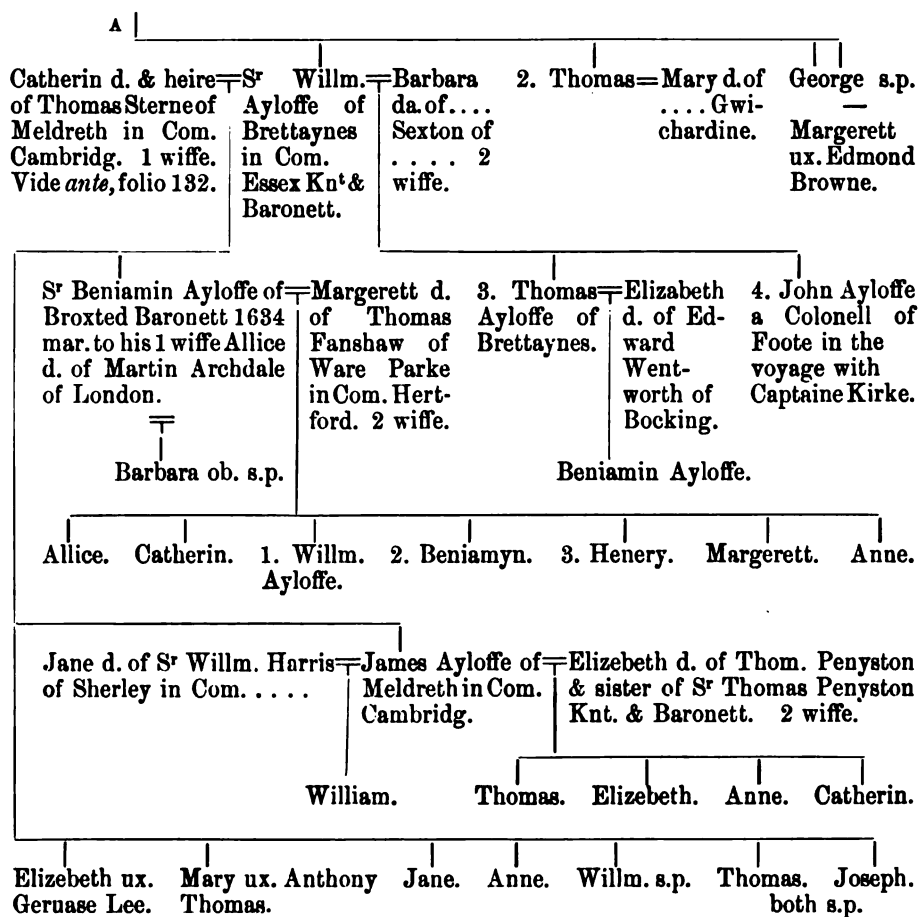 A
Catherin d. & heire
of Thomas Sterne of
Meldreth in Com.
Cambridg. 1 wiffe.
Vide ante, folio 132.
Sʳ Willm.
Ayloffe of
Brettaynes
in Com.
Essex Knᵗ &
Baronett.
Barbara
da. of....
Sexton of
.... 2
wiffe.
2. Thomas=Mary d. of
.... Gwi-
chardine.
George s.p.
—
Margerett
ux. Edmond
Browne.
Sʳ Beniamin Ayloffe of
Broxted Baronett 1634
mar. to his 1 wiffe Allice
d. of Martin Archdale
of London.
Margerett d.
of Thomas
Fanshaw of
Ware Parke
in Com. Hert-
ford. 2 wiffe.
3. Thomas
Ayloffe of
Brettaynes.
Elizabeth
d. of Ed-
ward
Went-
worth of
Bocking.
4. John Ayloffe
a Colonell of
Foote in the
voyage with
Captaine Kirke.
Barbara ob. s.p.
Beniamin Ayloffe.
Allice. Catherin. 1. Willm. 2. Beniamyn. 3. Henery. Margerett. Anne.
Ayloffe.
Jane d. of Sʳ Willm. Harris
of Sherley in Com.....
James Ayloffe of
Meldreth in Com.
Cambridg.
Elizebeth d. of Thom. Penyston
& sister of Sʳ Thomas Penyston
Knt. & Baronett. 2 wiffe.
William. Thomas. Elizebeth. Anne. Catherin.
Elizebeth ux.
Geruase Lee.
Mary ux. Anthony
Thomas.
Jane. Anne. Willm. s.p. Thomas. Joseph.
both s.p.